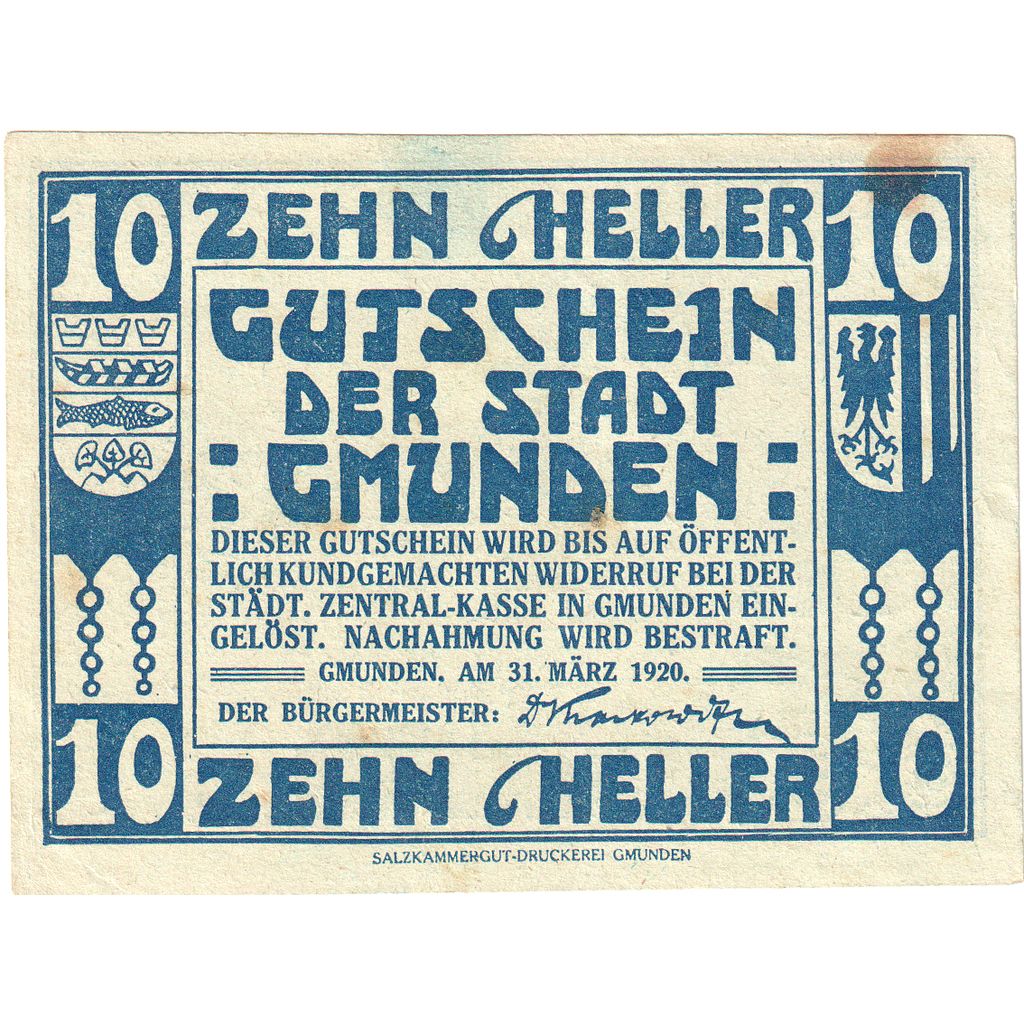 10 ZEHN HELLER 10
GUTSCHEIN
DER STADT
:GMUNDEN:
DIESER GUTSCHEIN WIRD BIS AUF ÖFFENT-
LICH KUNDGEMACHTEN WIDERRUF BEI DER
STÄDT. ZENTRAL-KASSE IN GMUNDEN EIN-
GELÖST. NACHAHMUNG WIRD BESTRAFT.
GMUNDEN. AM 31. MÄRZ 1920.
DER BÜRGERMEISTER:
10 ZEHN HELLER 10
SALZKAMMERGUT-DRUCKEREI GMUNDEN